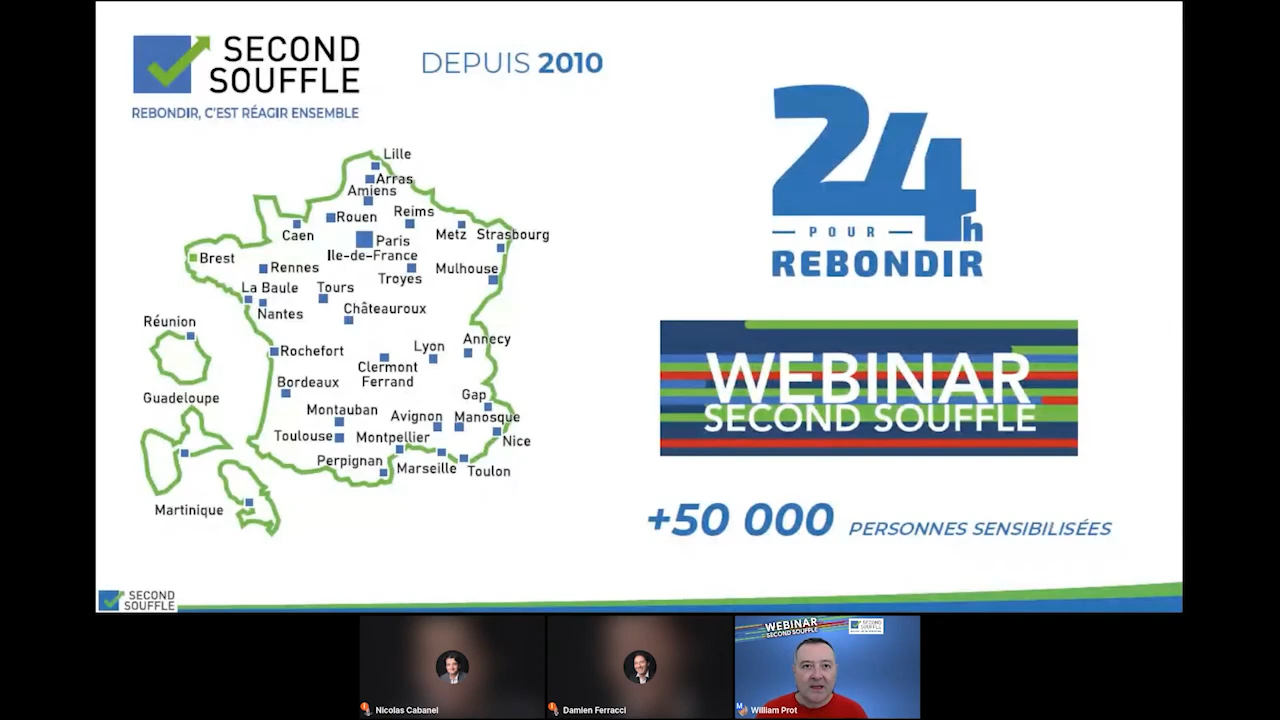 SECOND
SOUFFLE
REBONDIR, C'EST RÉAGIR ENSEMBLE
DEPUIS 2010
Lille
Arras
Amiens
Rouen
Reims
Caen
Paris
Ile-de-France
Metz
Strasbourg
Brest
Rennes
Troyes
Mulhouse
La Baule
Tours
Nantes
Châteauroux
Réunion
Rochefort
Lyon
Annecy
Clermont
Ferrand
Bordeaux
Gap
Guadeloupe
Montauban
Avignon
Manosque
Toulouse
Montpellier
Nice
Perpignan
Marseille
Toulon
Martinique
24h
POUR
REBONDIR
WEBINAR
SECOND SOUFFLE
+50 000 PERSONNES SENSIBILISÉES
SECOND
SOUFFLE
Nicolas Cabanel
Damien Ferracci
WEBINAR
SECOND SOUFFLE
SECOND
SOUFFLE
William Prot